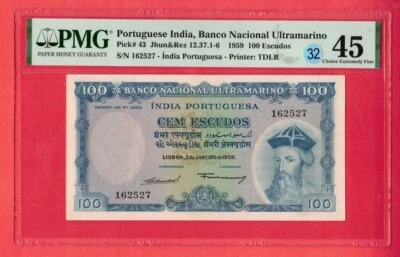 PMG
PAPER MONEY GUARANTY
Portuguese India, Banco Nacional Ultramarino
Pick# 43 Jhun&Rez 12.37.1-6 1959 100 Escudos
S/N 162527 - Índia Portuguesa - Printer: TDLR
32
45
Choice Extremely Fine
100 BANCO NACIONAL ULTRAMARINO 100
ÍNDIA PORTUGUESA
CEM ESCUDOS
162527
LISBOA, 2 DE JANEIRO DE 1959.
162527
100
100